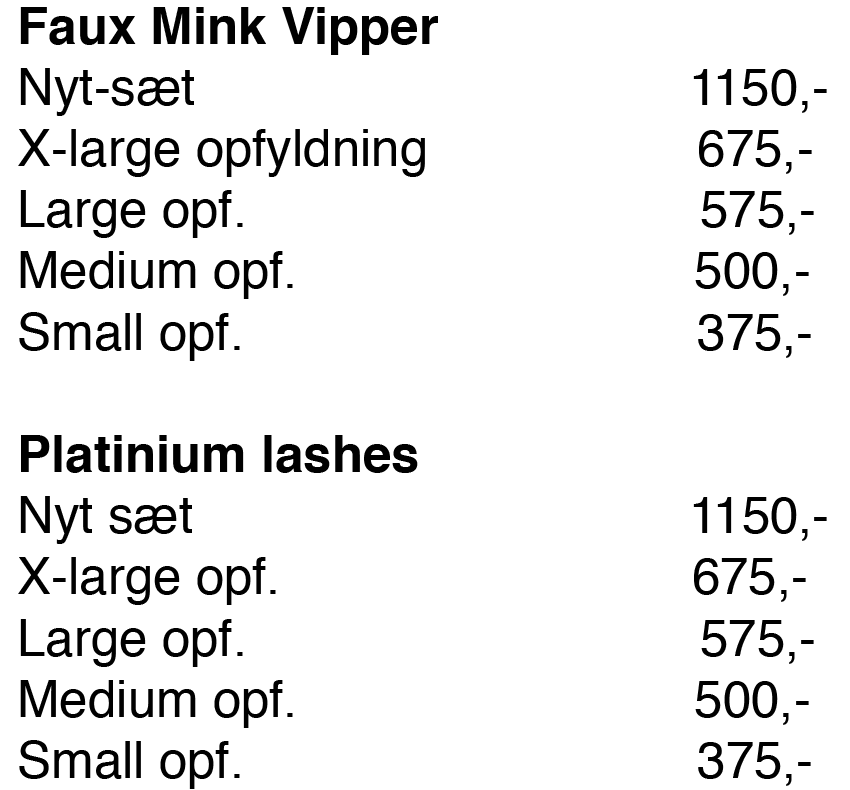 Faux Mink Vipper
Nyt-sæt 1150,-
X-large opfyldning 675,-
Large opf. 575,-
Medium opf. 500,-
Small opf. 375,-
Platinium lashes
Nyt sæt 1150,-
X-large opf. 675,-
Large opf. 575,-
Medium opf. 500,-
Small opf. 375,-